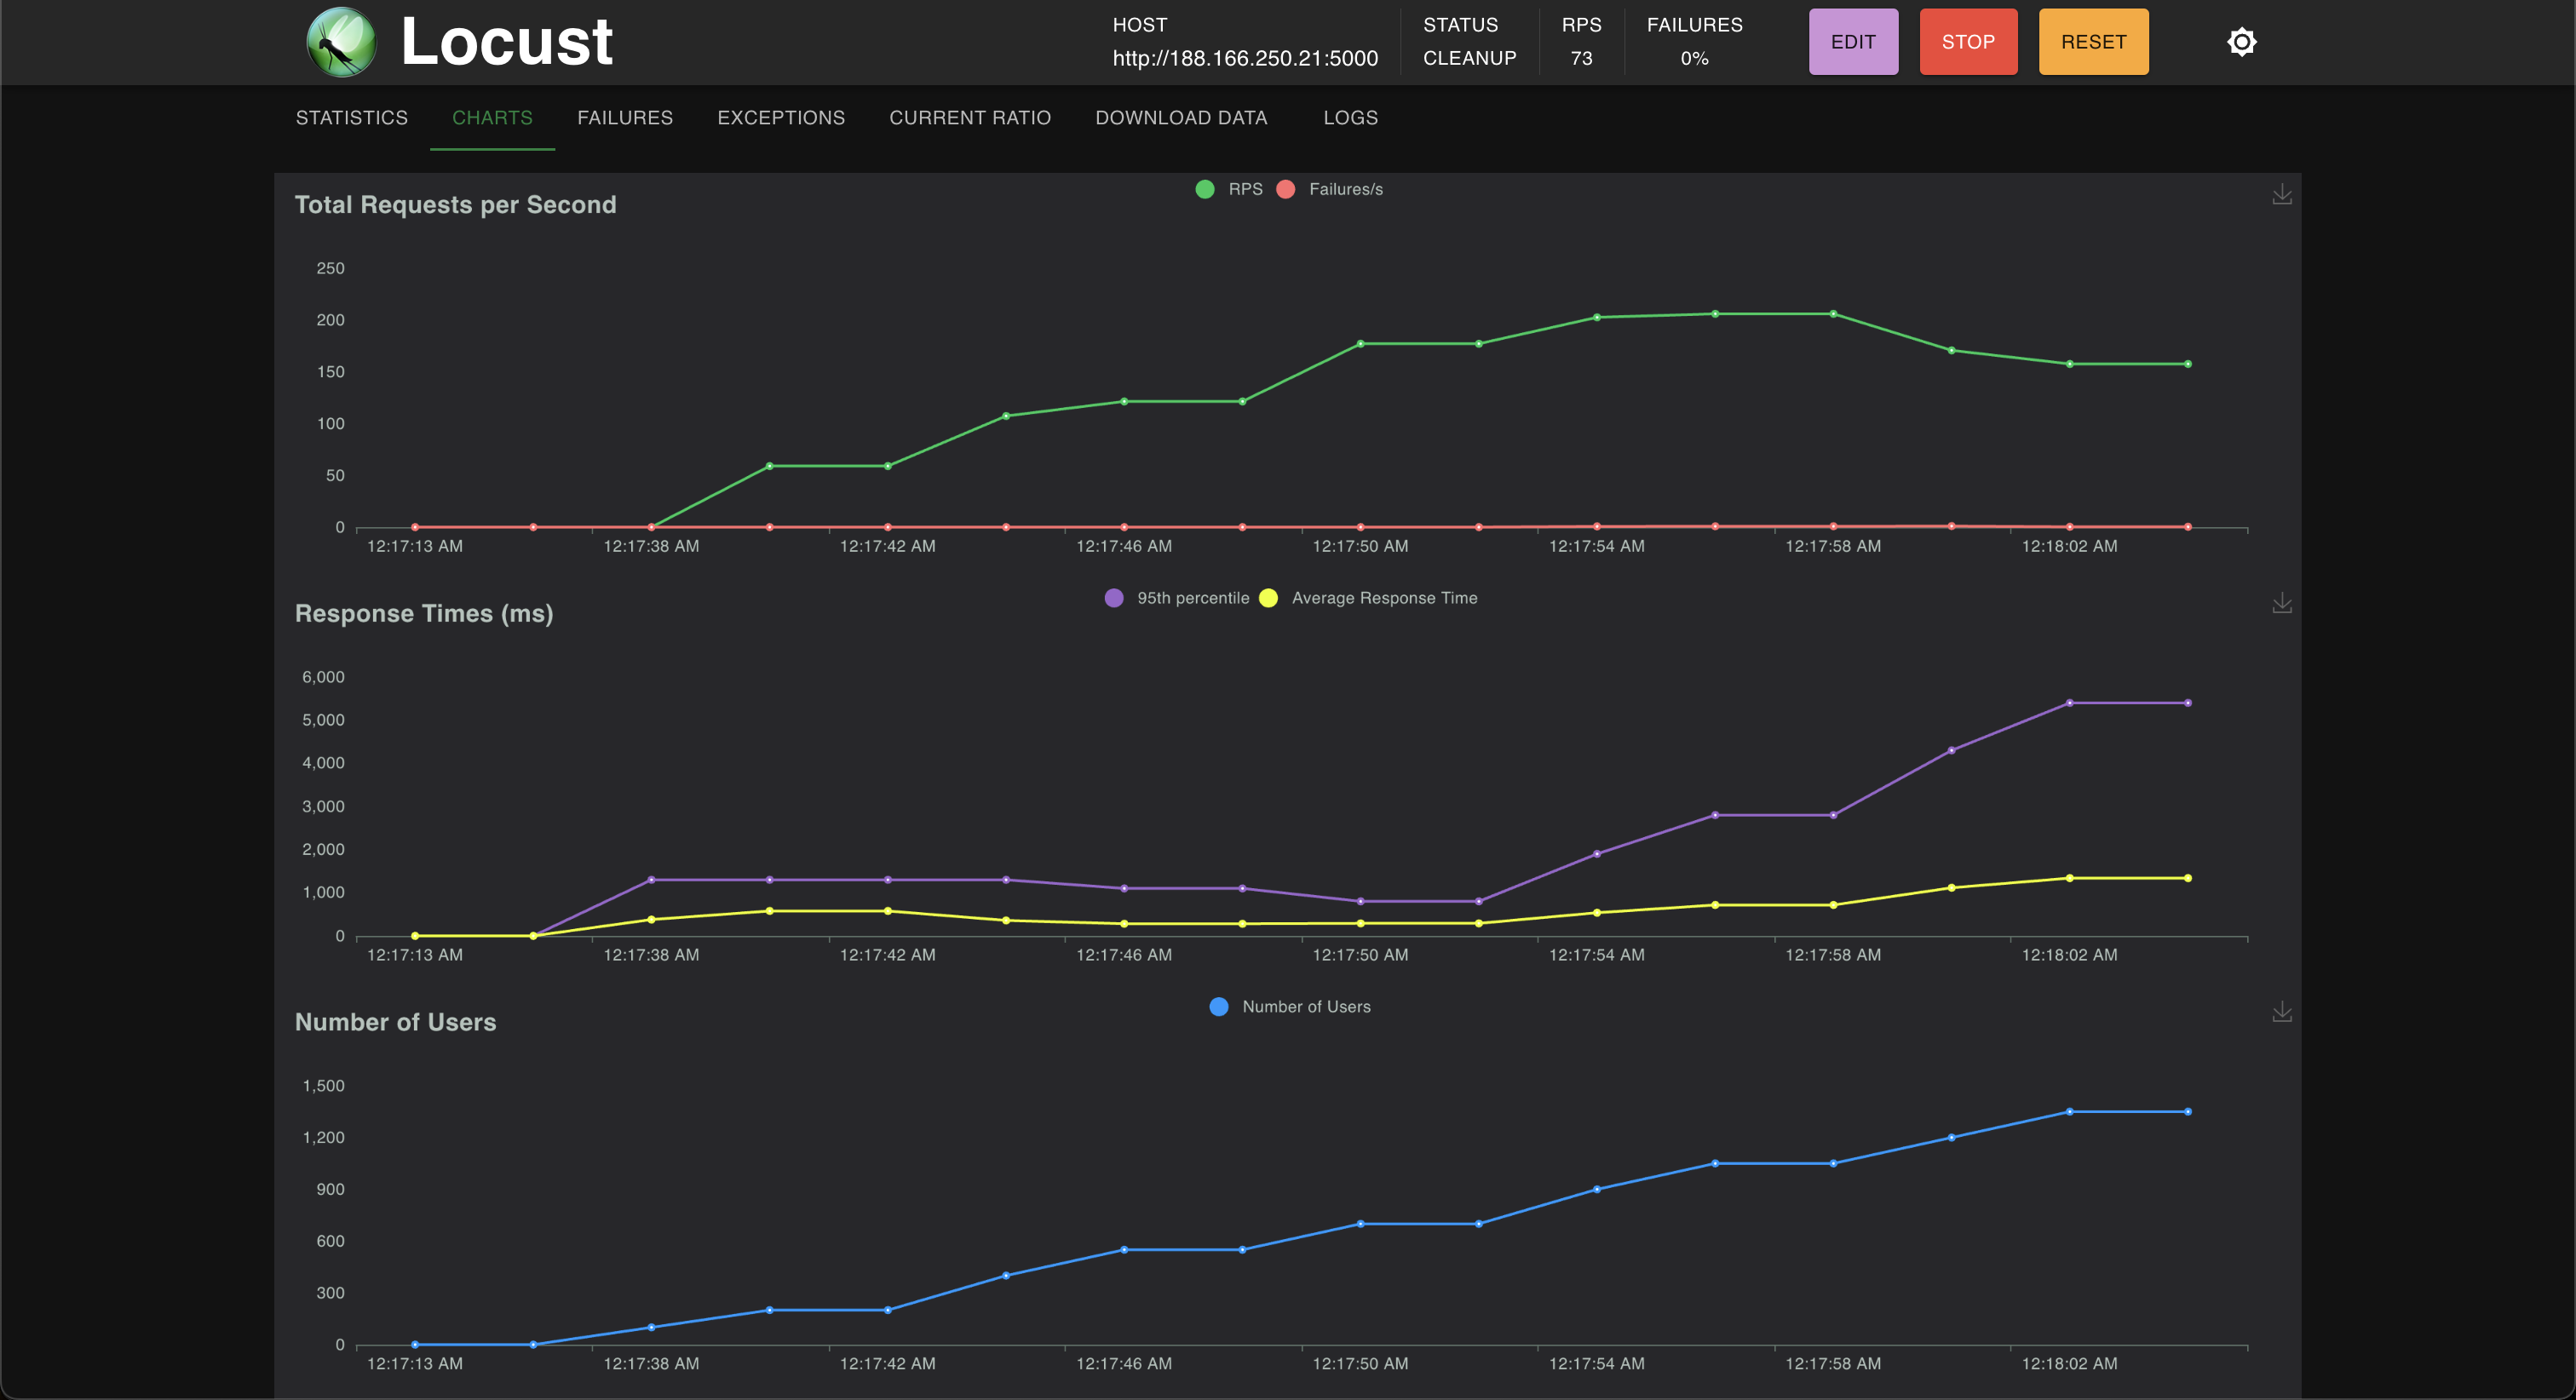 Locust
HOST
http://188.166.250.21:5000
STATUS
CLEANUP
RPS
73
FAILURES
0%
EDIT
STOP
RESET
STATISTICS
CHARTS
FAILURES
EXCEPTIONS
CURRENT RATIO
DOWNLOAD DATA
LOGS
Total Requests per Second
RPS
Failures/s
250
200
150
100
50
0
12:17:13 AM
12:17:38 AM
12:17:42 AM
12:17:46 AM
12:17:50 AM
12:17:54 AM
12:17:58 AM
12:18:02 AM
Response Times (ms)
95th percentile
Average Response Time
6,000
5,000
4,000
3,000
2,000
1,000
0
12:17:13 AM
12:17:38 AM
12:17:42 AM
12:17:46 AM
12:17:50 AM
12:17:54 AM
12:17:58 AM
12:18:02 AM
Number of Users
Number of Users
1,500
1,200
900
600
300
0
12:17:13 AM
12:17:38 AM
12:17:42 AM
12:17:46 AM
12:17:50 AM
12:17:54 AM
12:17:58 AM
12:18:02 AM